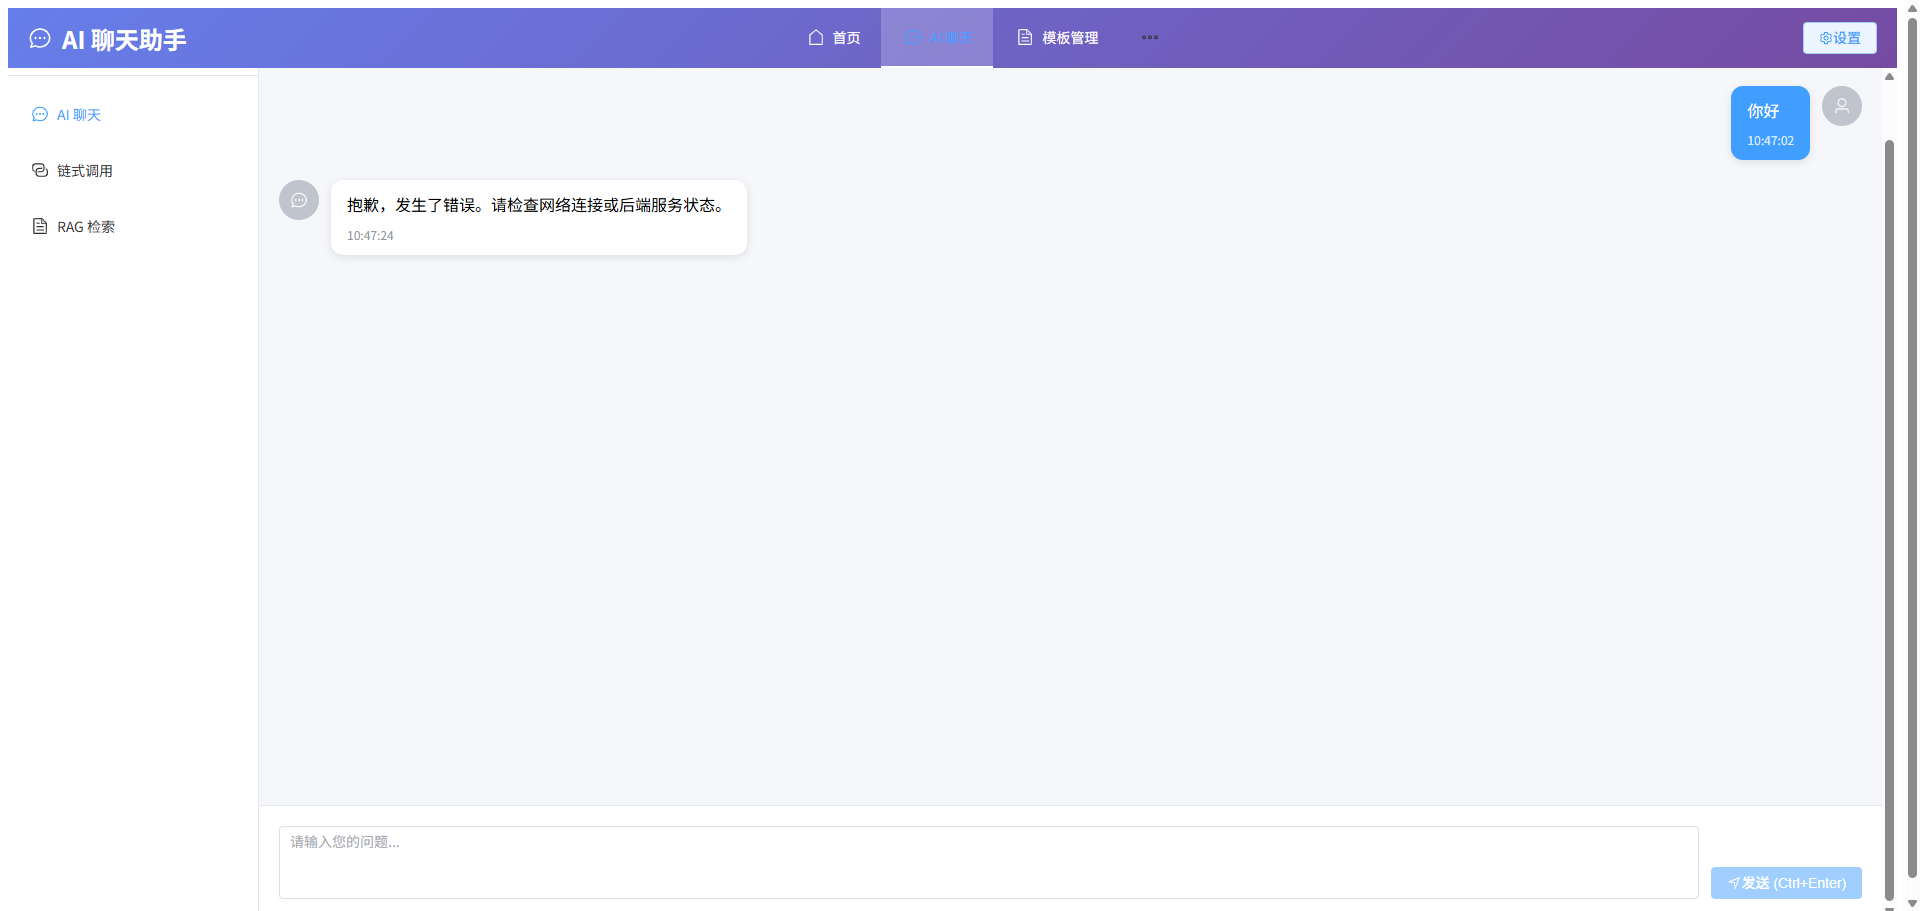 AI 聊天助手
首页
AI 聊天
模板管理
设置
AI 聊天
链式调用
RAG 检索
你好
10:47:02
抱歉，发生了错误。请检查网络连接或后端服务状态。
10:47:24
请输入您的问题...
发送 (Ctrl+Enter)